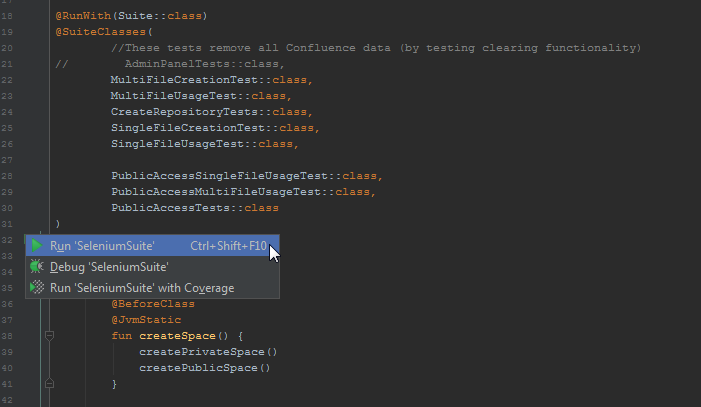 18 @RunWith(Suite::class)
19 @SuiteClasses(
20 //These tests remove all Confluence data (by testing clearing functionality)
21 // AdminPanelTests::class,
22 MultiFileCreationTest::class,
23 MultiFileUsageTest::class,
24 CreateRepositoryTests::class,
25 SingleFileCreationTest::class,
26 SingleFileUsageTest::class,
27
28 PublicAccessSingleFileUsageTest::class,
29 PublicAccessMultiFileUsageTest::class,
30 PublicAccessTests::class
31 )
32 Run 'SeleniumSuite' Ctrl+Shift+F10
33 Debug 'SeleniumSuite'
34
35 Run 'SeleniumSuite' with Coverage
36 @BeforeClass
37 @JvmStatic
38 fun createSpace() {
39 createPrivateSpace()
40 createPublicSpace()
41 }
42